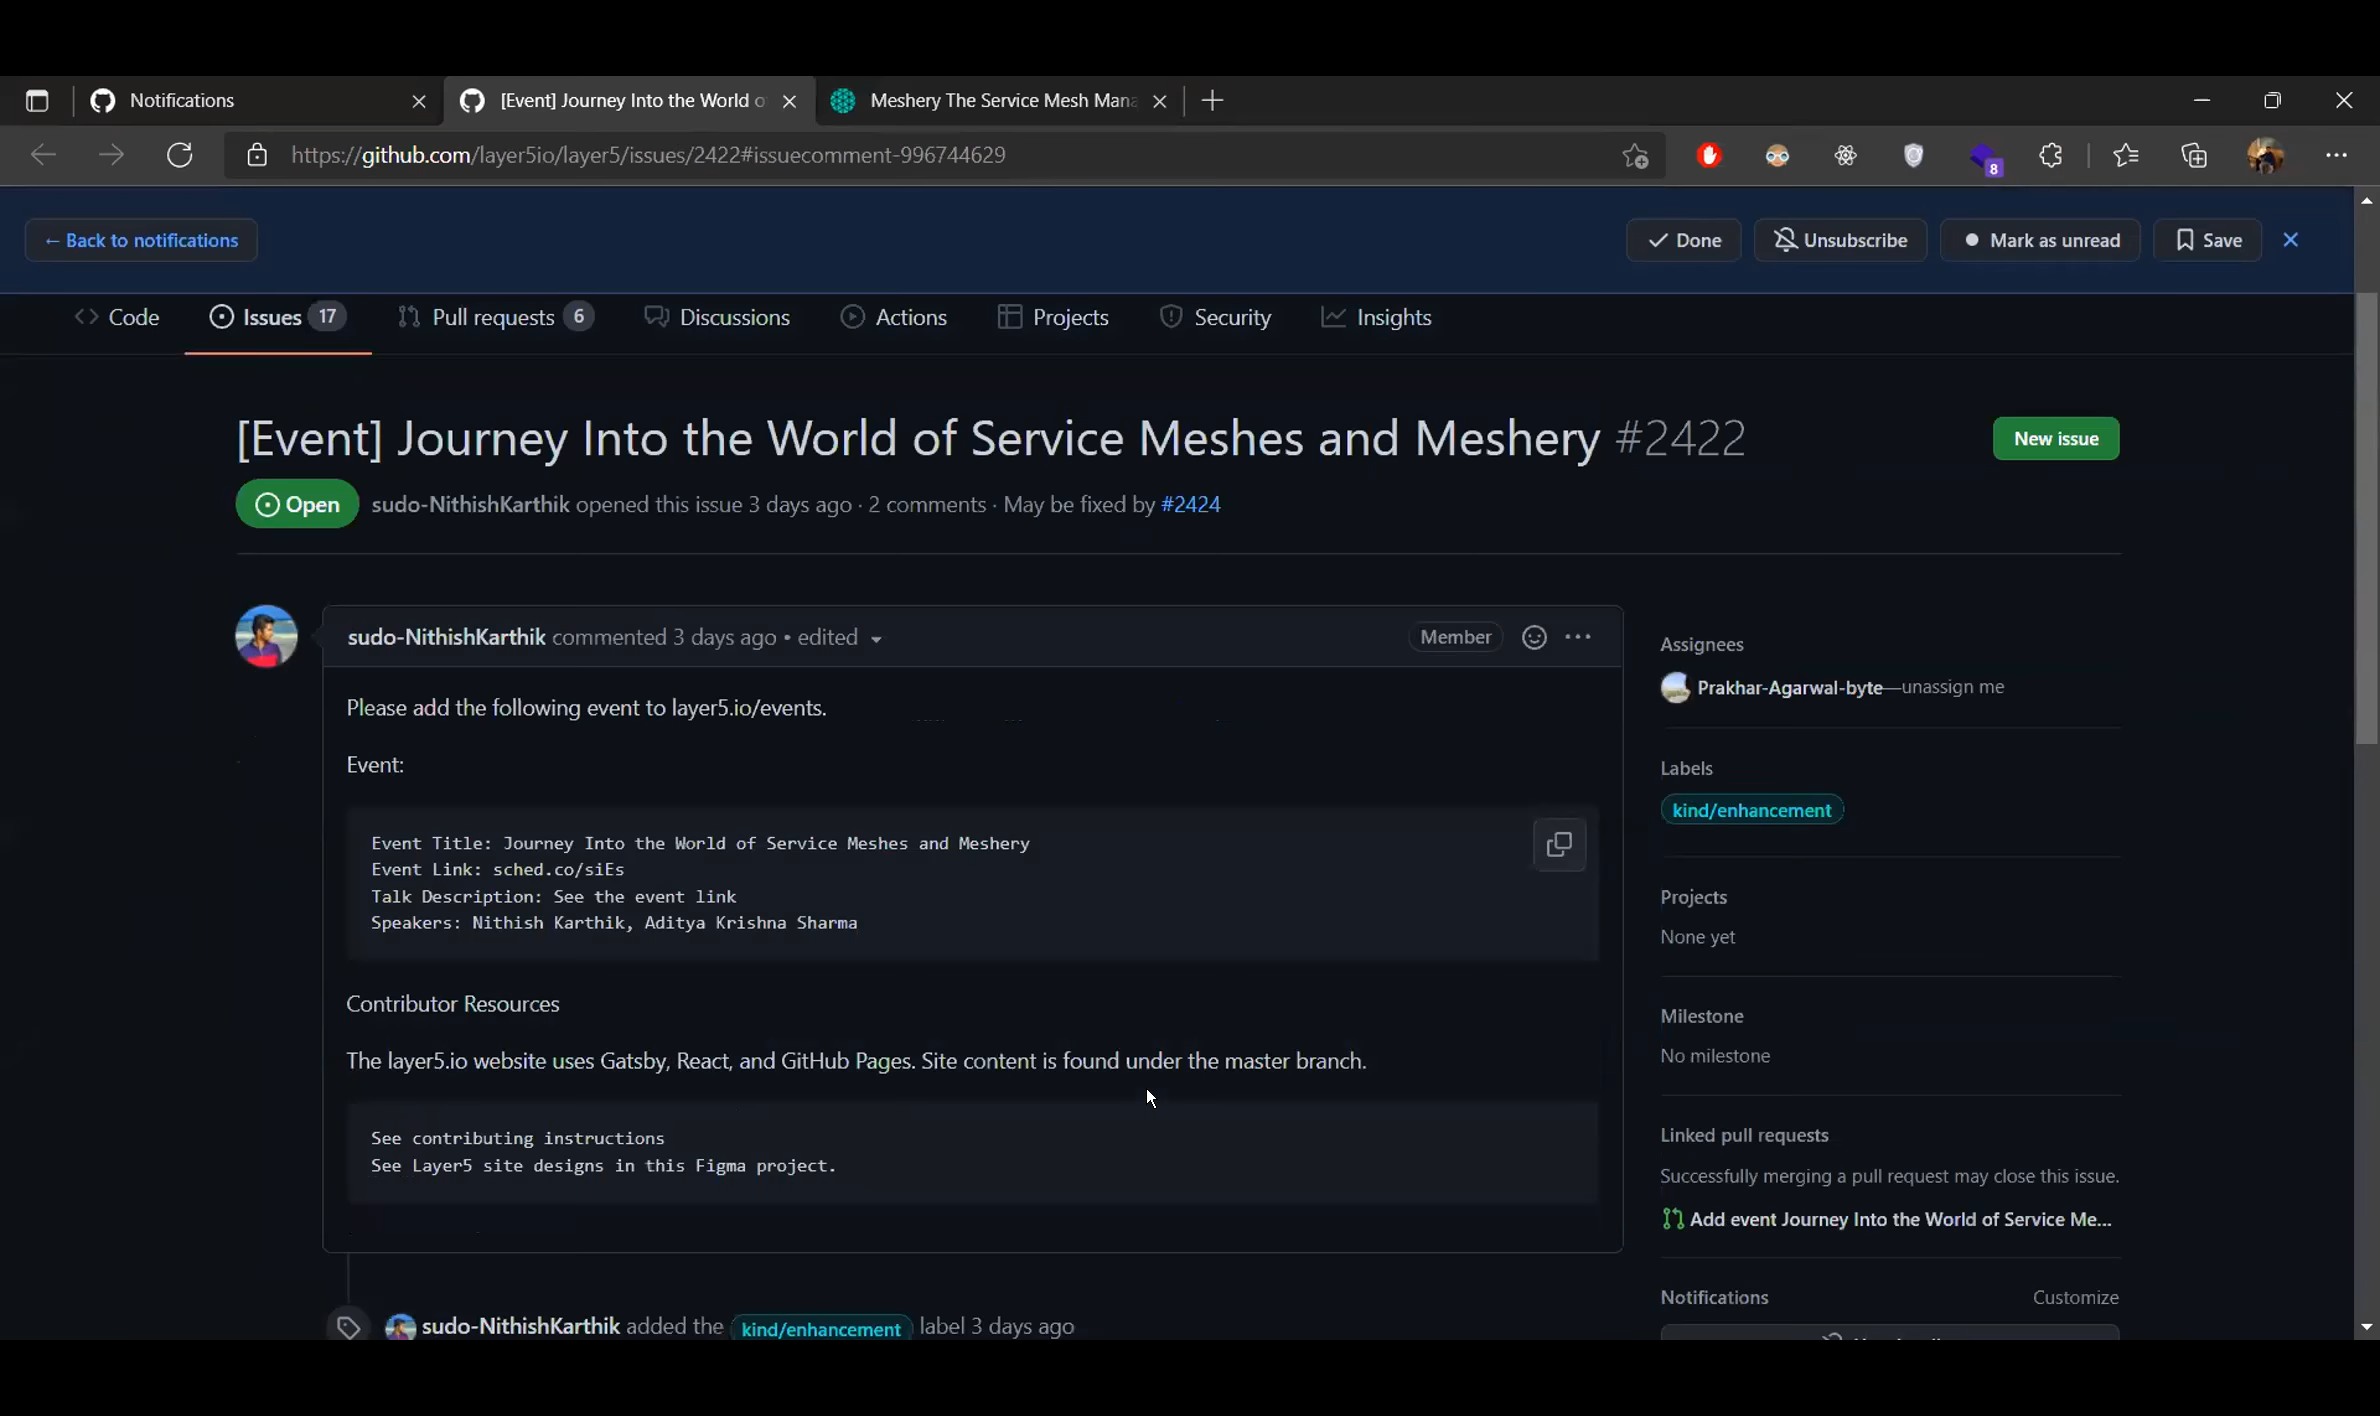 Notifications
[Event] Journey Into the World o
Meshery The Service Mesh Mana
https://github.com/layer5io/layer5/issues/2422#issuecomment-996744629
8
← Back to notifications
Done
Unsubscribe
Mark as unread
Save
Code
Issues 17
Pull requests 6
Discussions
Actions
Projects
Security
Insights
[Event] Journey Into the World of Service Meshes and Meshery #2422
New issue
Open
sudo-NithishKarthik opened this issue 3 days ago · 2 comments · May be fixed by #2424
sudo-NithishKarthik commented 3 days ago • edited
Member
Please add the following event to layer5.io/events.
Event:
Event Title: Journey Into the World of Service Meshes and Meshery
Event Link: sched.co/siEs
Talk Description: See the event link
Speakers: Nithish Karthik, Aditya Krishna Sharma
Contributor Resources
The layer5.io website uses Gatsby, React, and GitHub Pages. Site content is found under the master branch.
See contributing instructions
See Layer5 site designs in this Figma project.
sudo-NithishKarthik added the kind/enhancement label 3 days ago
Assignees
Prakhar-Agarwal-byte—unassign me
Labels
kind/enhancement
Projects
None yet
Milestone
No milestone
Linked pull requests
Successfully merging a pull request may close this issue.
Add event Journey Into the World of Service Me...
Notifications
Customize